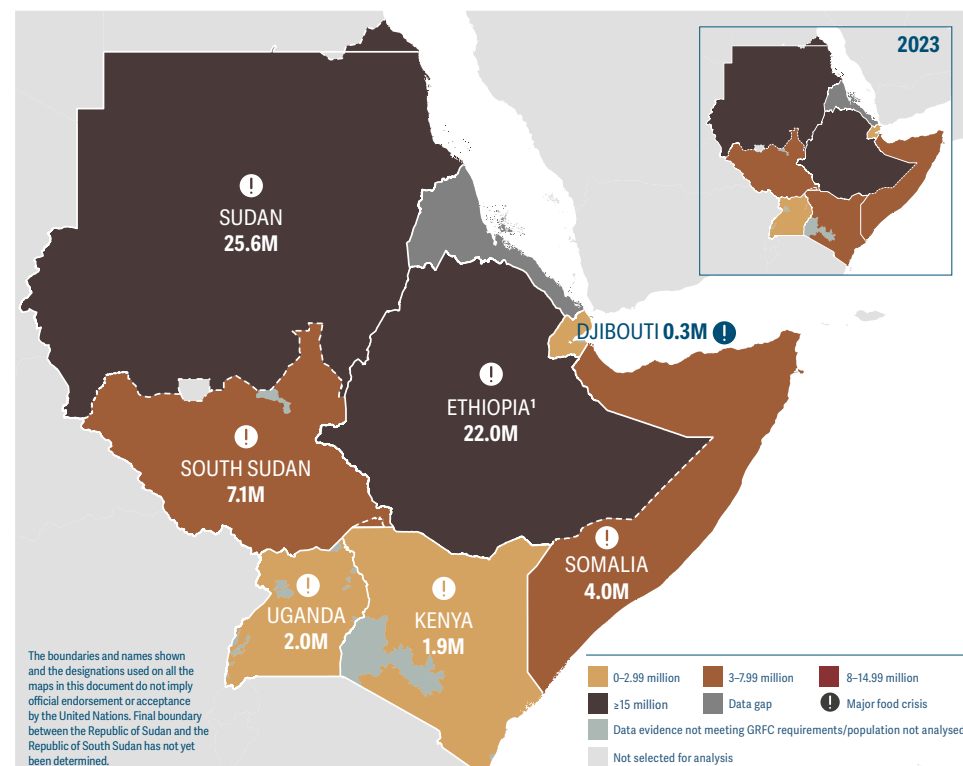 2023
SUDAN
25.6M
DJIBOUTI 0.3M
ETHIOPIA¹
22.0M
SOUTH SUDAN
7.1M
SOMALIA
4.0M
UGANDA
2.0M
KENYA
1.9M
The boundaries and names shown
and the designations used on all the
maps in this document do not imply
official endorsement or acceptance
by the United Nations. Final boundary
between the Republic of Sudan and the
Republic of South Sudan has not yet
been determined.
0–2.99 million
3–7.99 million
8–14.99 million
≥15 million
Data gap
Major food crisis
Data evidence not meeting GRFC requirements/population not analysed
Not selected for analysis